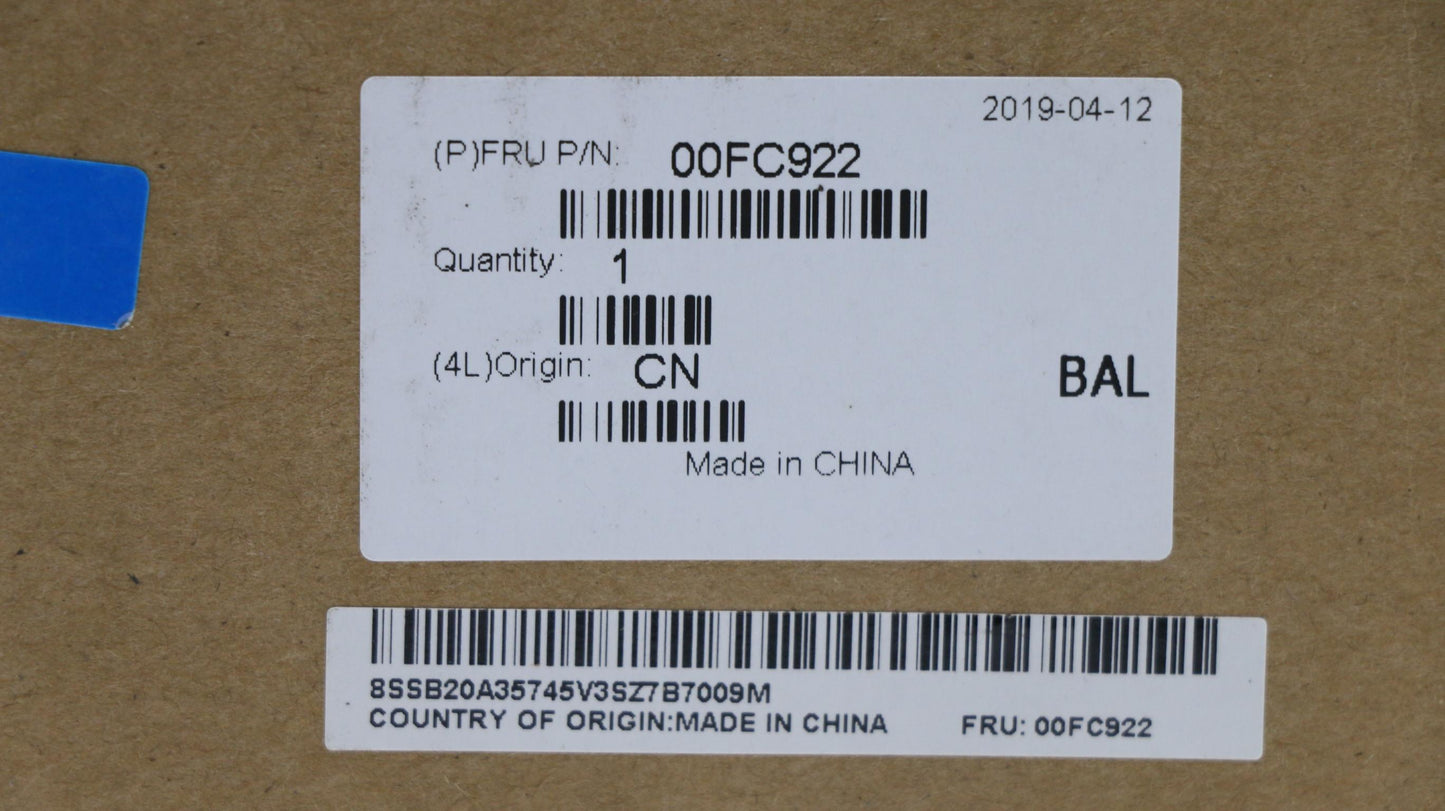 2019-04-12
(P)FRU P/N: 00FC922
Quantity: 1
(4L)Origin: CN
BAL
Made in CHINA
8SSB20A35745V3SZ7B7009M
COUNTRY OF ORIGIN:MADE IN CHINA FRU: 00FC922